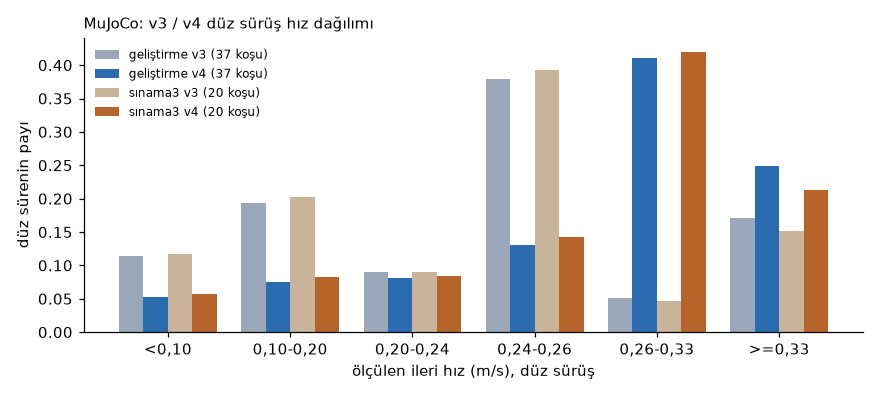 MuJoCo: v3 / v4 düz sürüş hız dağılımı
geliştirme v3 (37 koşu)
geliştirme v4 (37 koşu)
sınama3 v3 (20 koşu)
sınama3 v4 (20 koşu)
düz sürenin payı
0.40
0.35
0.30
0.25
0.20
0.15
0.10
0.05
0.00
<0,10 0,10-0,20 0,20-0,24 0,24-0,26 0,26-0,33 >=0,33
ölçülen ileri hız (m/s), düz sürüş